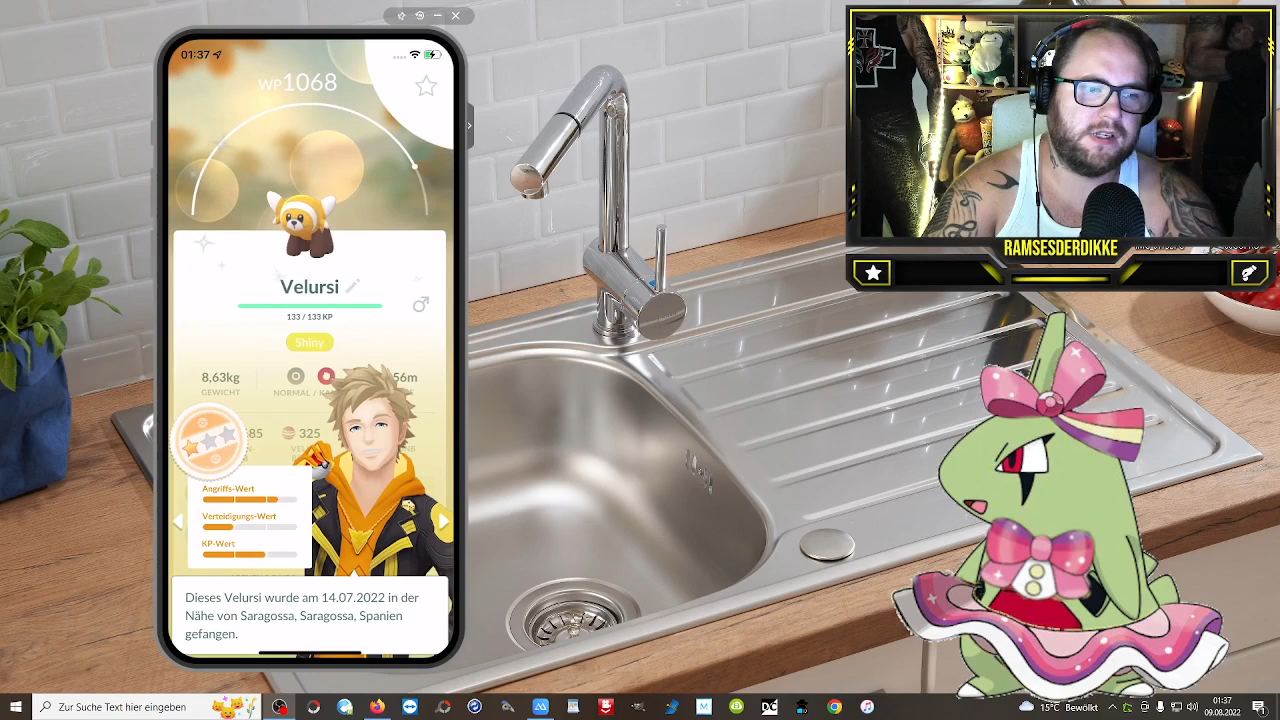 01:37
WP1068
Velursi
133 / 133 KP
Shiny
8,63kg
GEWICHT
NORMAL /
56m
325
Angriffs-Wert
Verteidigungs-Wert
KP-Wert
Dieses Velursi wurde am 14.07.2022 in der
Nähe von Saragossa, Saragossa, Spanien
gefangen.
RAMSESDERDIKKE
Zur Suche Text hier eingeben
DC
M
15°C Bewölkt
01:37
09.08.2022